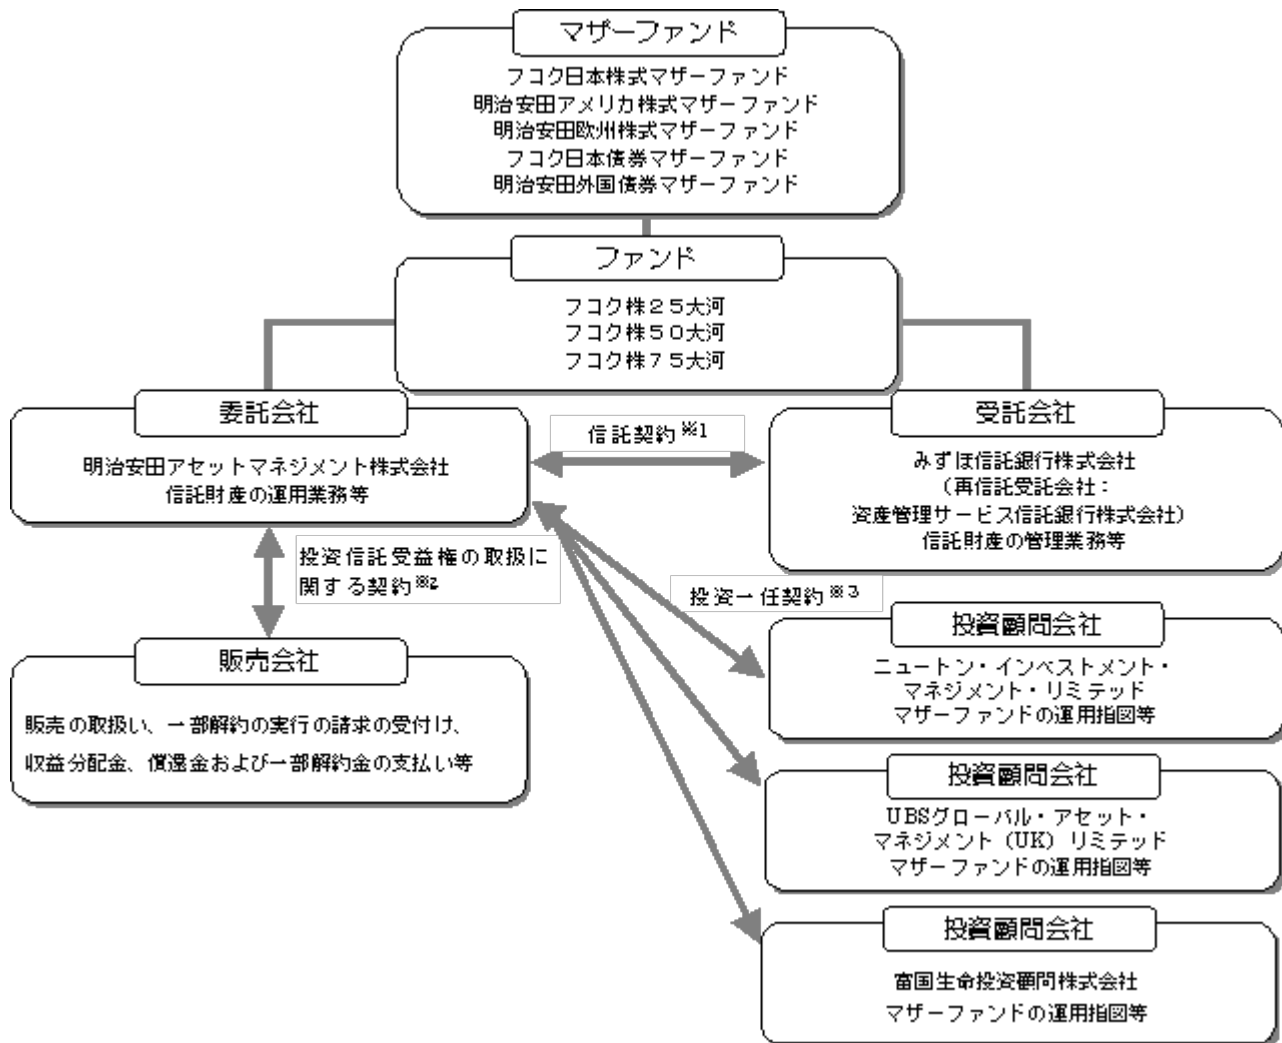 マザーファンド
フコク日本株式マザーファンド
明治安田アメリカ株式マザーファンド
明治安田欧州株式マザーファンド
フコク日本債券マザーファンド
明治安田外国債券マザーファンド
ファンド
フコク株２５大河
フコク株５０大河
フコク株７５大河
委託会社
明治安田アセットマネジメント株式会社
信託財産の運用業務等
信託契約※1
受託会社
みずほ信託銀行株式会社
（再信託受託会社：
資産管理サービス信託銀行株式会社）
信託財産の管理業務等
投資信託受益権の取扱に
関する契約※2
投資一任契約※３
販売会社
販売の取扱い、一部解約の実行の請求の受付け、
収益分配金、償還金および一部解約金の支払い等
投資顧問会社
ニュートン・インベストメント・
マネジメント・リミテッド
マザーファンドの運用指図等
投資顧問会社
UBSグローバル・アセット・
マネジメント（UK）リミテッド
マザーファンドの運用指図等
投資顧問会社
富国生命投資顧問株式会社
マザーファンドの運用指図等